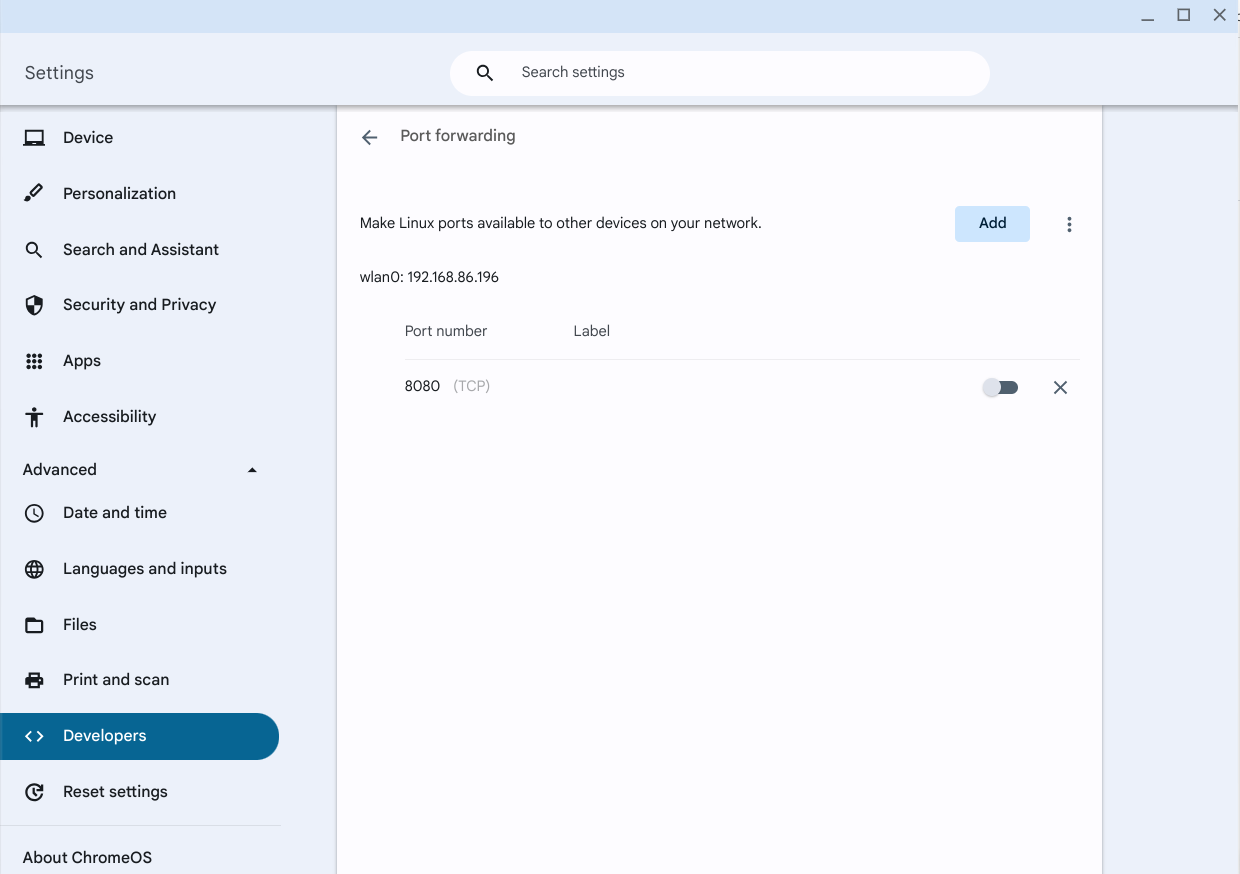 Settings
Search settings
Device
Personalization
Search and Assistant
Security and Privacy
Apps
Accessibility
Advanced
Date and time
Languages and inputs
Files
Print and scan
Developers
Reset settings
About ChromeOS
Port forwarding
Make Linux ports available to other devices on your network.
Add
wlan0: 192.168.86.196
Port number Label
8080 (TCP)